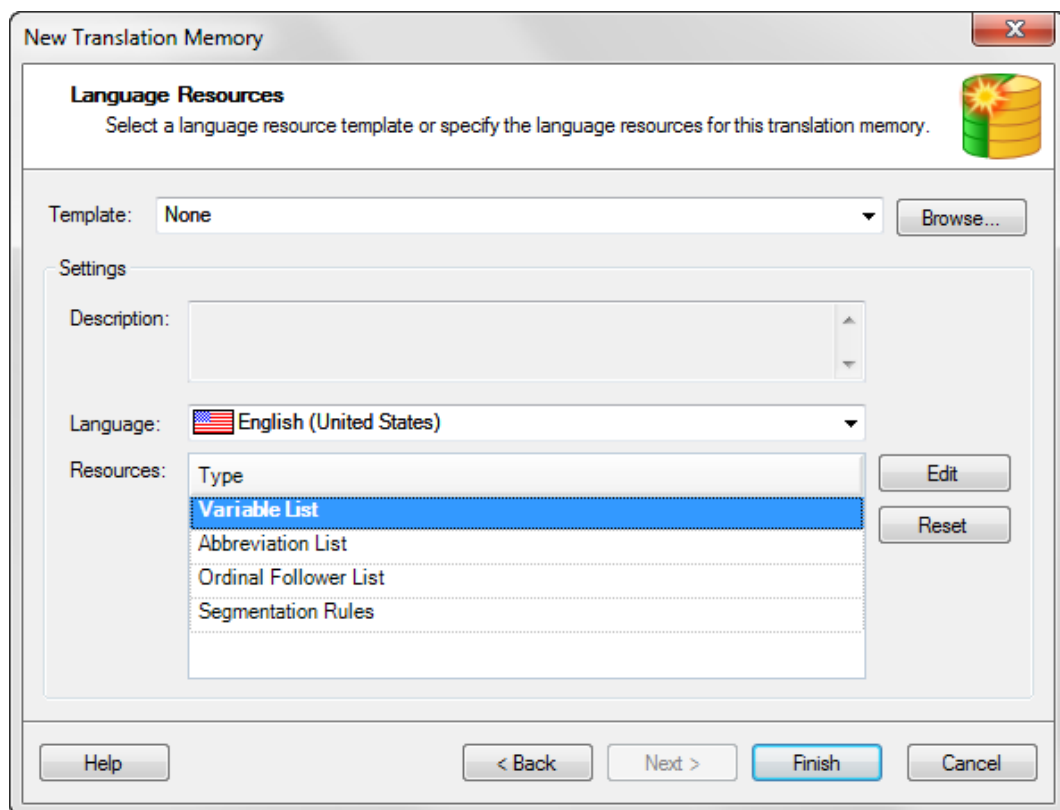 New Translation Memory
Language Resources
Select a language resource template or specify the language resources for this translation memory.
Template: None Browse...
Settings
Description:
Language: English (United States)
Resources: Type Edit
Variable List
Reset
Abbreviation List
Ordinal Follower List
Segmentation Rules
Help < Back Next > Finish Cancel